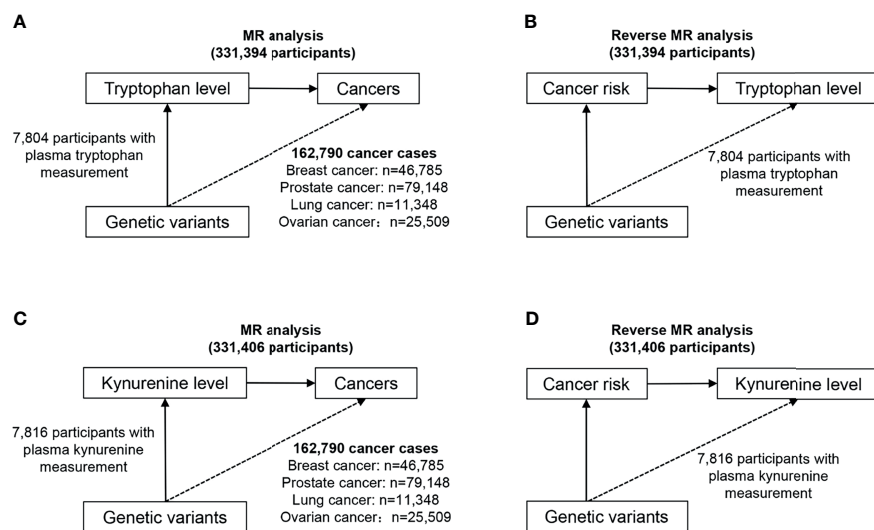 A
MR analysis
(331,394 participants)
Tryptophan level
Cancers
7,804 participants with
plasma tryptophan
measurement
162,790 cancer cases
Breast cancer: n=46,785
Prostate cancer: n=79,148
Lung cancer: n=11,348
Ovarian cancer：n=25,509
Genetic variants
B
Reverse MR analysis
(331,394 participants)
Cancer risk
Tryptophan level
7,804 participants with
plasma tryptophan
measurement
Genetic variants
C
MR analysis
(331,406 participants)
Kynurenine level
Cancers
7,816 participants with
plasma kynurenine
measurement
162,790 cancer cases
Breast cancer: n=46,785
Prostate cancer: n=79,148
Lung cancer: n=11,348
Ovarian cancer：n=25,509
Genetic variants
D
Reverse MR analysis
(331,406 participants)
Cancer risk
Kynurenine level
7,816 participants with
plasma kynurenine
measurement
Genetic variants